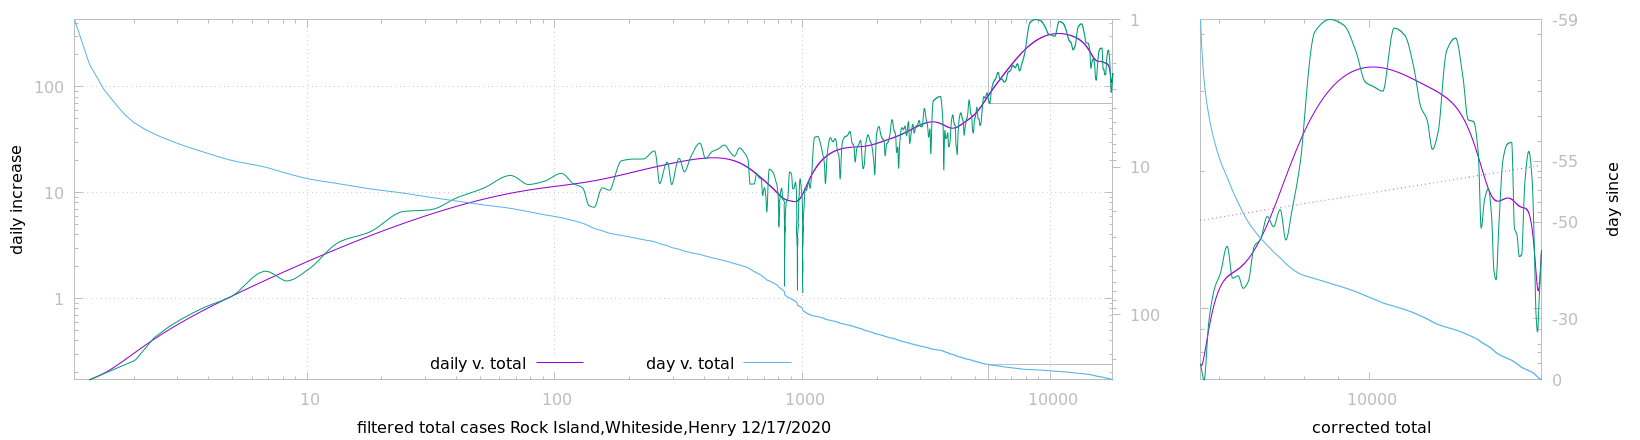 daily increase
100
10
1
1
10
100
daily v. total
day v. total
10
100
1000
10000
filtered total cases Rock Island,Whiteside,Henry 12/17/2020
-59
-55
-50
-30
0
day since
10000
corrected total